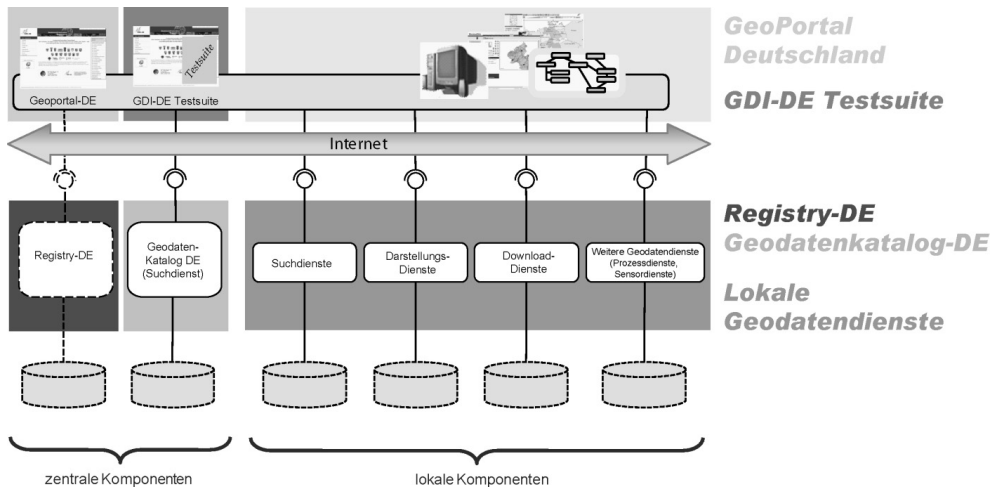 GeoPortal
Deutschland
Testsuite
Geoportal-DE
GDI-DE Testsuite
GDI-DE Testsuite
Internet
Registry-DE
Geodatenkatalog-DE
Registry-DE
Geodaten-
Katalog DE
(Suchdienst)
Suchdienste
Darstellungs-
Dienste
Download-
Dienste
Weitere Geodatendienste
(Prozessdienste,
Sensordienste)
Lokale
Geodatendienste
zentrale Komponenten
lokale Komponenten